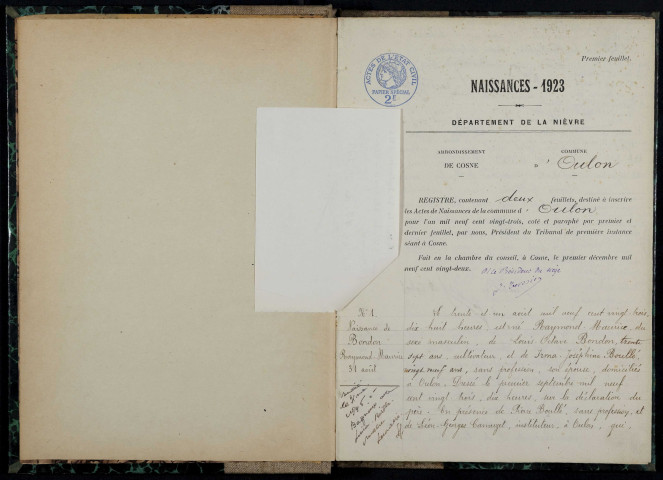 Premier feuillet.
ACTES DE L'ETAT CIVIL
PAPIER SPÉCIAL
2F
NAISSANCES - 1923
DÉPARTEMENT DE LA NIÈVRE
ARRONDISSEMENT
DE COSNE
COMMUNE
d'Oulon
REGISTRE, contenant deux feuillets, destiné à inscrire
les Actes de Naissances de la commune d'Oulon
pour l'an mil neuf cent vingt-trois, coté et paraphé par premier et
dernier feuillet, par nous, Président du Tribunal de première instance
séant à Cosne.
Fait en la chambre du conseil, à Cosne, le premier décembre mil
neuf cent vingt-deux.
N° 1.
Naissance de
Bondon
Raymond Maurice
31 août
Le trente et un août mil neuf cent vingt trois,
dix huit heures, est né Raymond Maurice, du
sexe masculin, de Louis Octave Bondon, trente
sept ans, cultivateur, et de Irma Joséphine Boullé
vingt neuf ans, sans profession, son épouse, domiciliés
à Oulon. Dressé le premier septembre mil neuf
cent vingt trois, dix heures, sur la déclaration du
père. En présence de Boullé, sans profession, et
de Léon Georges, instituteur, à Oulon, qui,